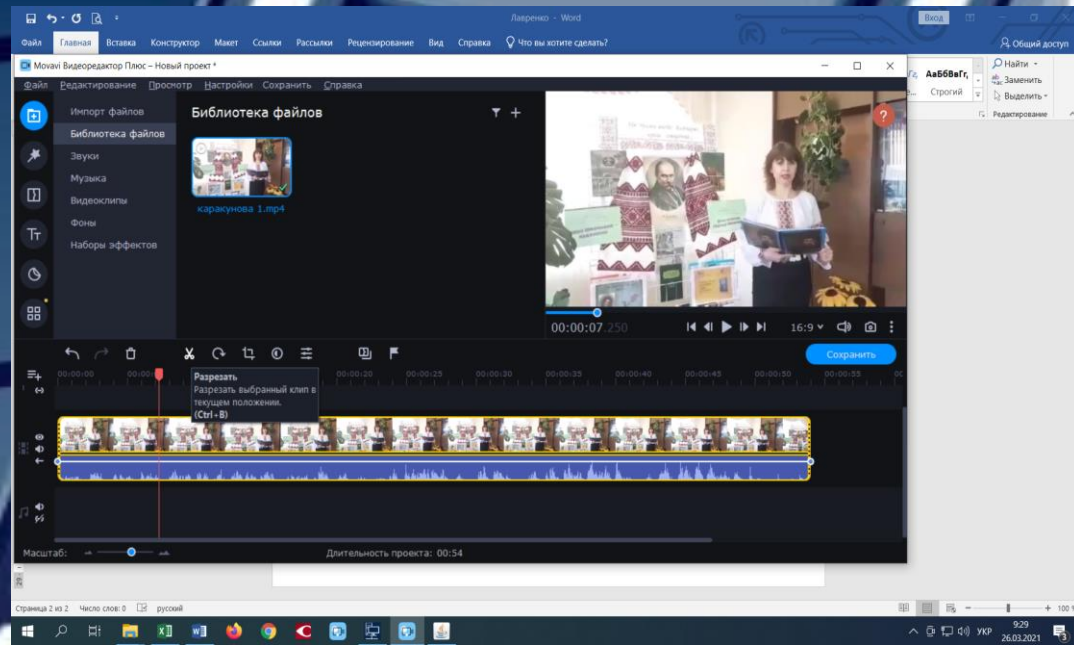 Лавренко - Word
Вход
Файл Главная Вставка Конструктор Макет Ссылки Рассылки Рецензирование Вид Справка Что вы хотите сделать? Общий доступ
Movavi Видеоредактор Плюс – Новый проект *
Файл Редактирование Просмотр Настройки Сохранить Справка
АаБбВвГг,
Строгий
Найти
Заменить
Выделить
Редактирование
Импорт файлов
Библиотека файлов
Звуки
Музыка
Видеоклипы
Фоны
Наборы эффектов
Библиотека файлов
каракунова 1.mp4
?
00:00:07.250
16:9
Сохранить
Разрезать
Разрезать выбранный клип в
текущем положении.
(Ctrl+B)
00:00:00 00:00: 00:00:20 00:00:25 00:00:30 00:00:35 00:00:40 00:00:45 00:00:50 00:00:55
Масштаб:
Длительность проекта: 00:54
Страница 2 из 2 Число слов: 0 русский
100
УКР
9:29
26.03.2021